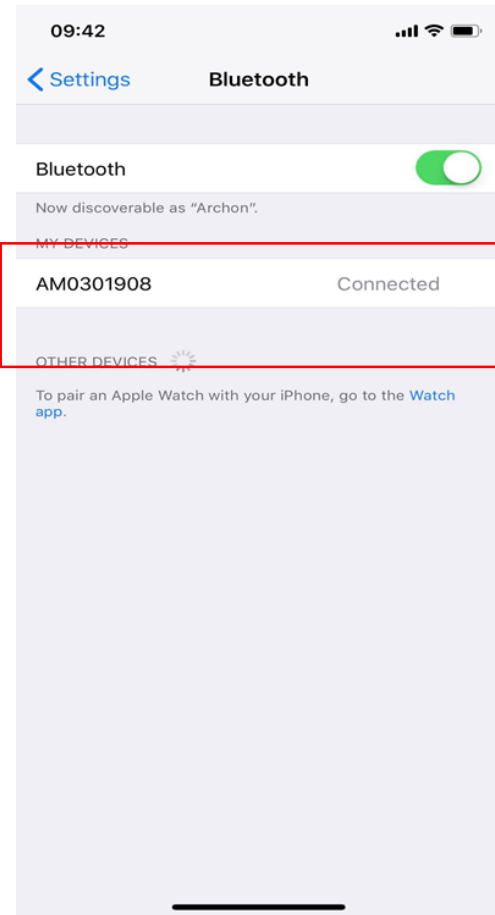 09:42
Settings
Bluetooth
Bluetooth
Now discoverable as “Archon”.
MY DEVICES
AM0301908
Connected
OTHER DEVICES
To pair an Apple Watch with your iPhone, go to the Watch
app.